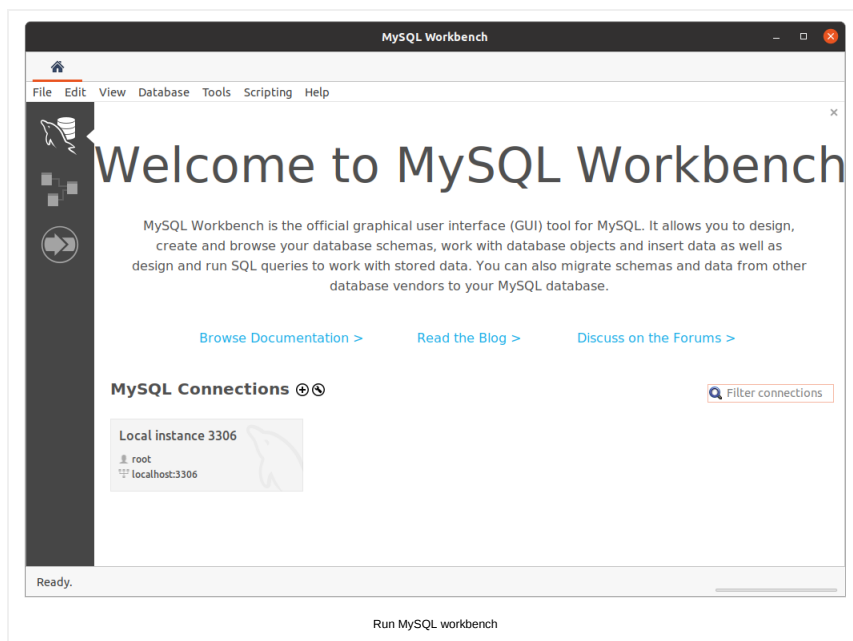 MySQL Workbench
File Edit View Database Tools Scripting Help
Welcome to MySQL Workbench
MySQL Workbench is the official graphical user interface (GUI) tool for MySQL. It allows you to design,
create and browse your database schemas, work with database objects and insert data as well as
design and run SQL queries to work with stored data. You can also migrate schemas and data from other
database vendors to your MySQL database.
Browse Documentation > Read the Blog > Discuss on the Forums >
MySQL Connections
Filter connections
Local instance 3306
root
localhost:3306
Ready.
Run MySQL workbench